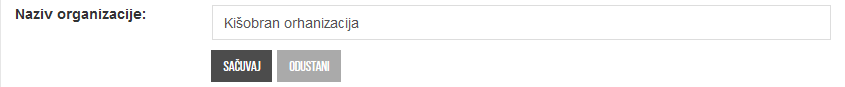 Naziv organizacije: Kišobran orhanizacija
SAČUVAJ ODUSTANI